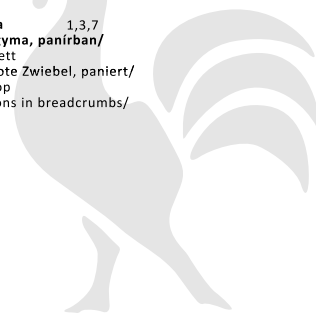 a 1,3,7
yma, panírban/
ett
ote Zwiebel, paniert/
op
ons in breadcrumbs/